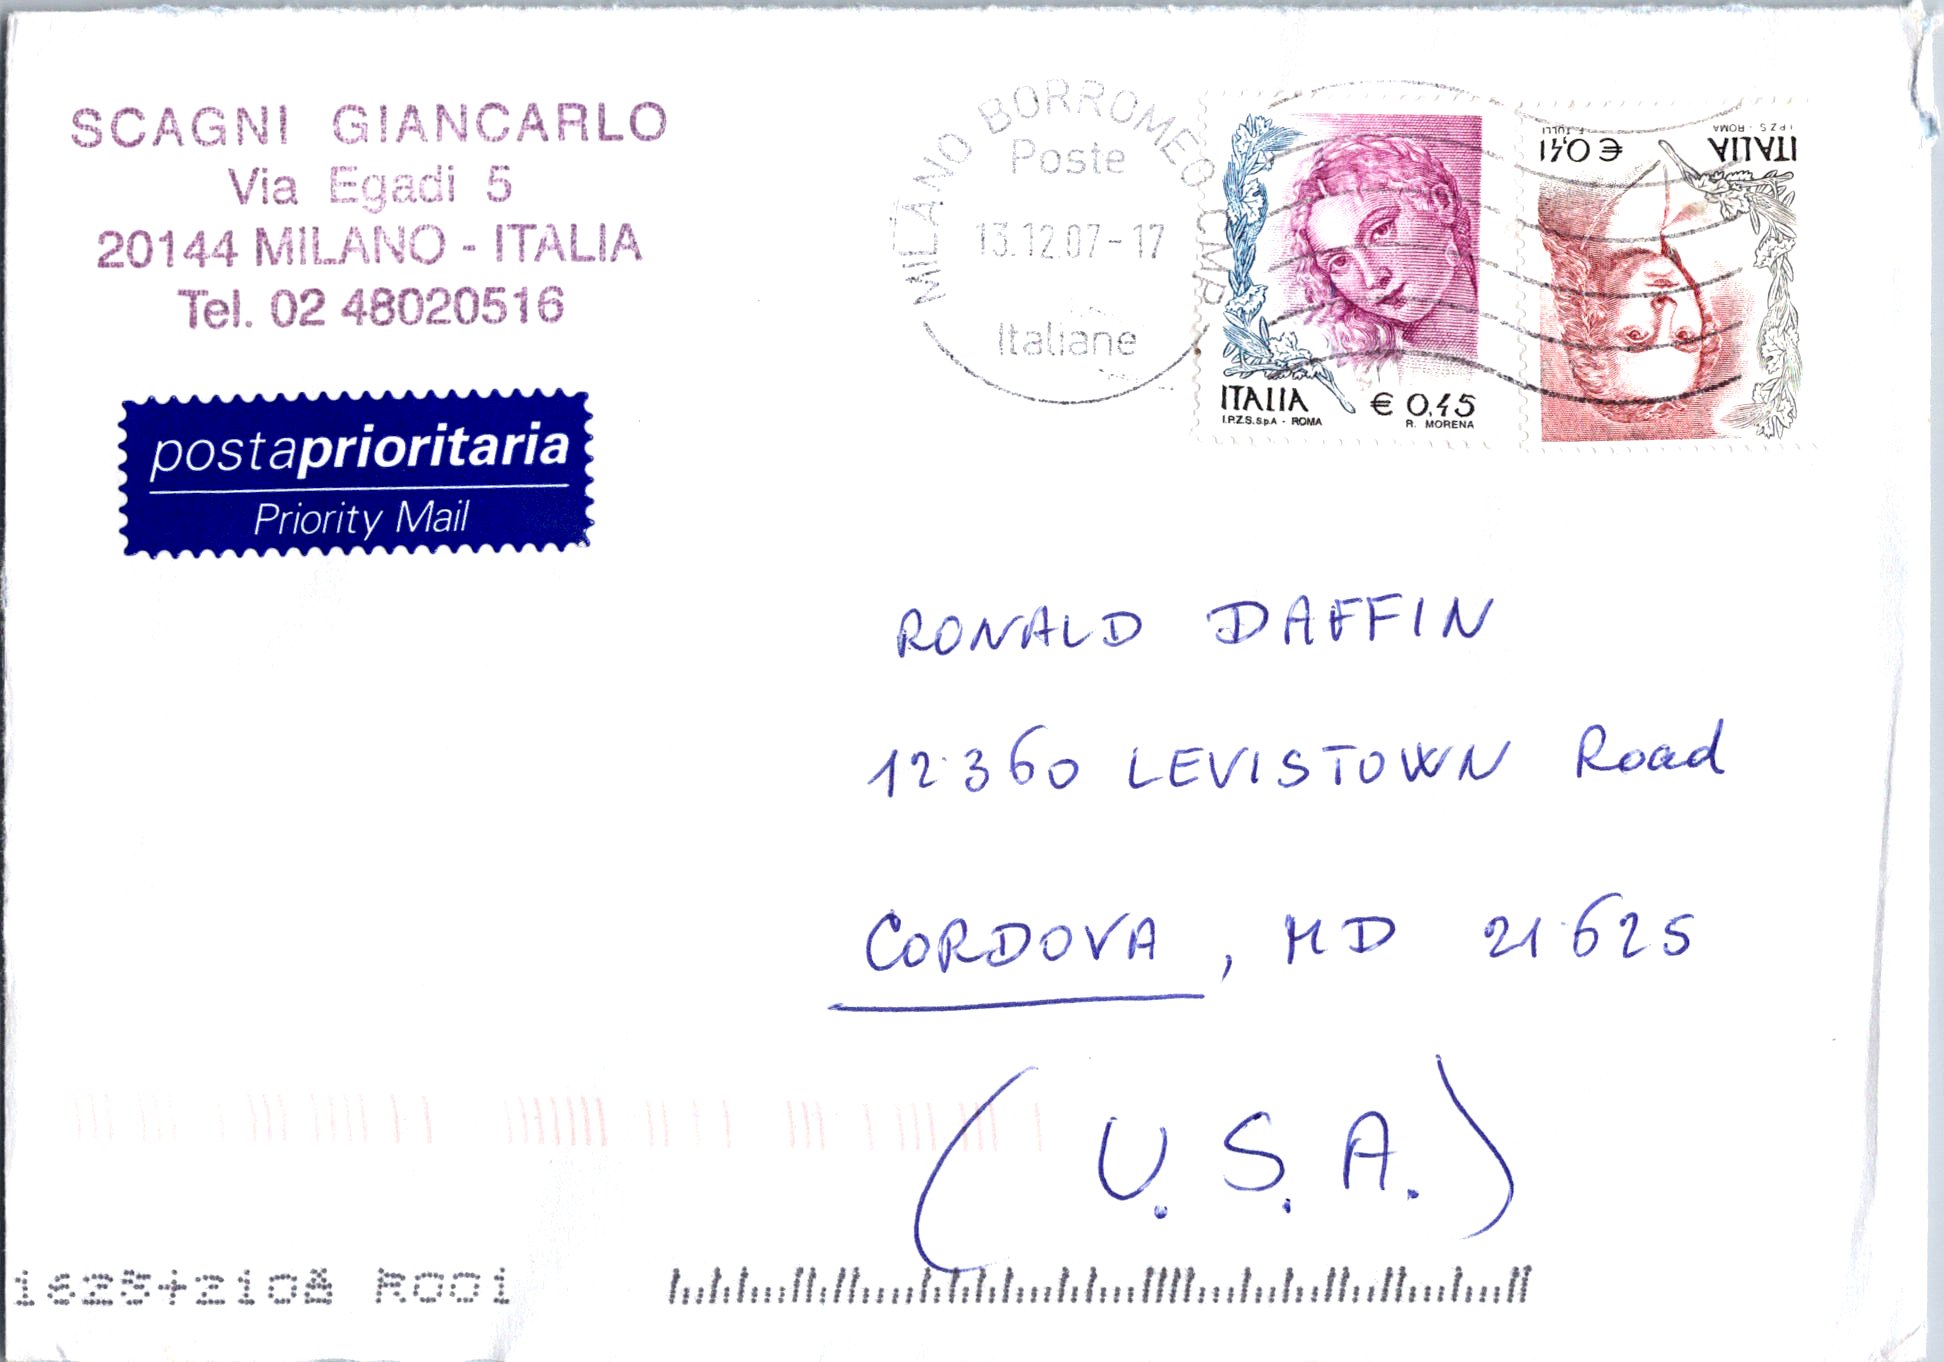 SCAGNI GIANCARLO
Via Egadi 5
20144 MILANO - ITALIA
Tel. 02 48020516
postaprioritaria
Priority Mail
MILANO BORROMEO CMP
Poste
13.12.07-17
Italiane
ITALIA € 0,45
I.P.Z.S. S.p.A. - ROMA R. MORENA
ITALIA € 0,41
I.P.Z.S. - ROMA F. TULLI
RONALD DAFFIN
12360 LEVISTOWN Road
CORDOVA, MD 21625
(U.S.A.)
R001